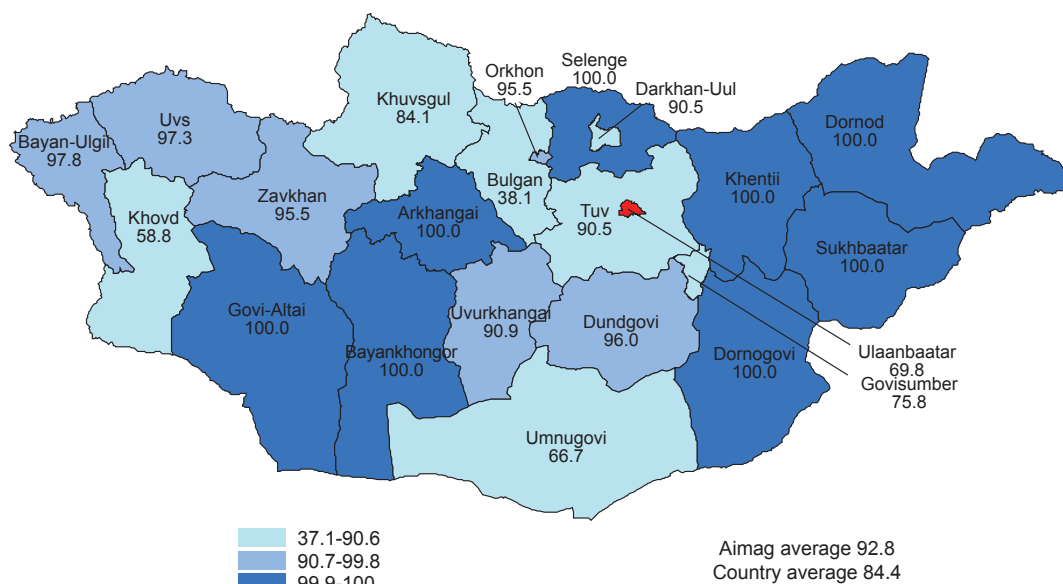 Orkhon
95.5
Selenge
100.0
Darkhan-Uul
90.5
Khuvsgul
84.1
Uvs
97.3
Bayan-Ulgii
97.8
Dornod
100.0
Bulgan
38.1
Khentii
100.0
Zavkhan
95.5
Khovd
58.8
Arkhangai
100.0
Tuv
90.5
Sukhbaatar
100.0
Govi-Altai
100.0
Uvurkhangai
90.9
Dundgovi
96.0
Bayankhongor
100.0
Dornogovi
100.0
Ulaanbaatar
69.8
Govisumber
75.8
Umnugovi
66.7
37.1-90.6
90.7-99.8
99.9-100
Aimag average 92.8
Country average 84.4